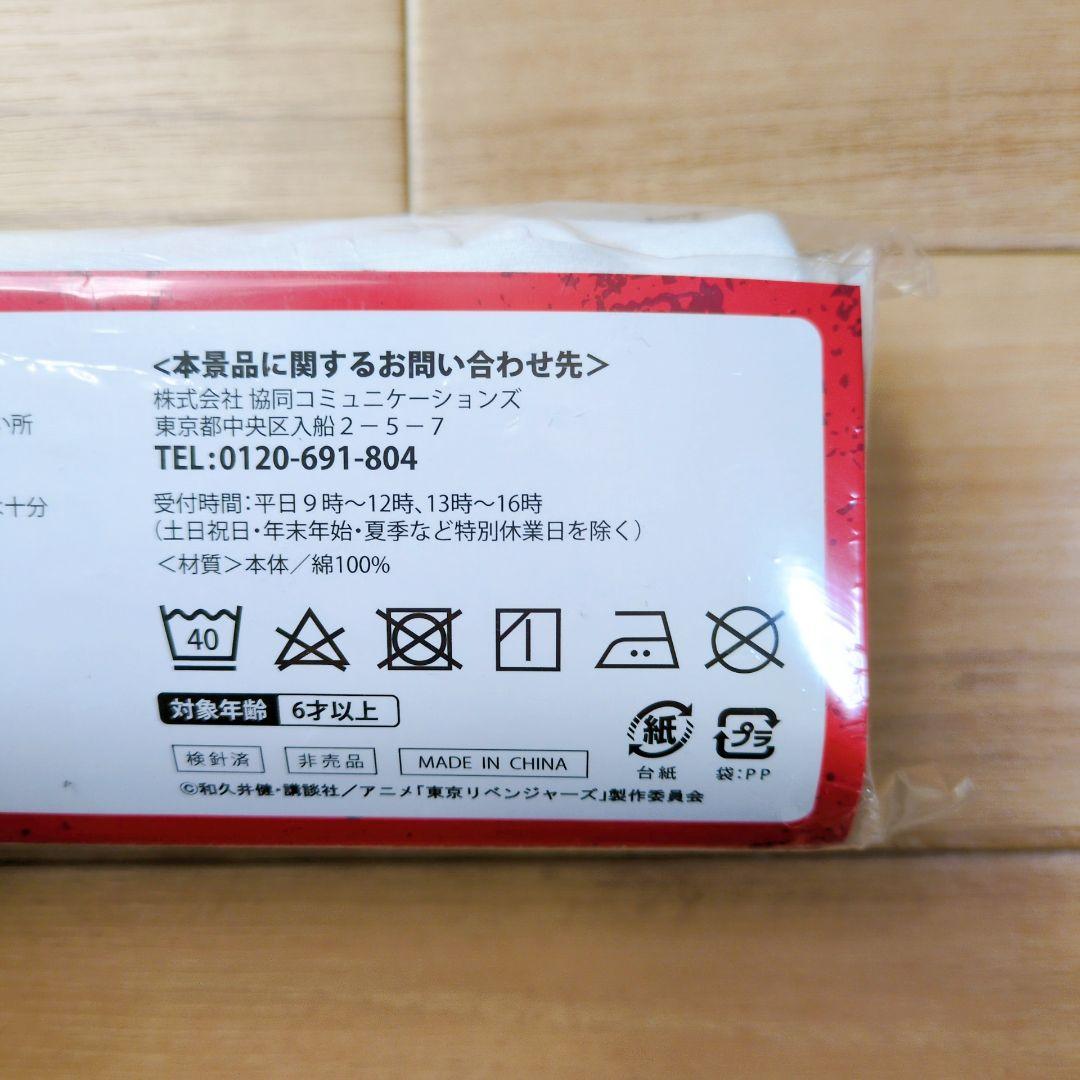 <本景品に関するお問い合わせ先>
株式会社 協同コミュニケーションズ
東京都中央区入船2-5-7
い所
TEL:0120-691-804
受付時間:平日9時～12時、13時～16時
十分
(土日祝日・年末年始・夏季など特別休業日を除く)
<材質>本体/綿100%
40
対象年齢 6才以上
紙 プラ
検針済 非売品 MADE IN CHINA 台紙 袋:PP
©和久井健・講談社/アニメ「東京リベンジャーズ」製作委員会